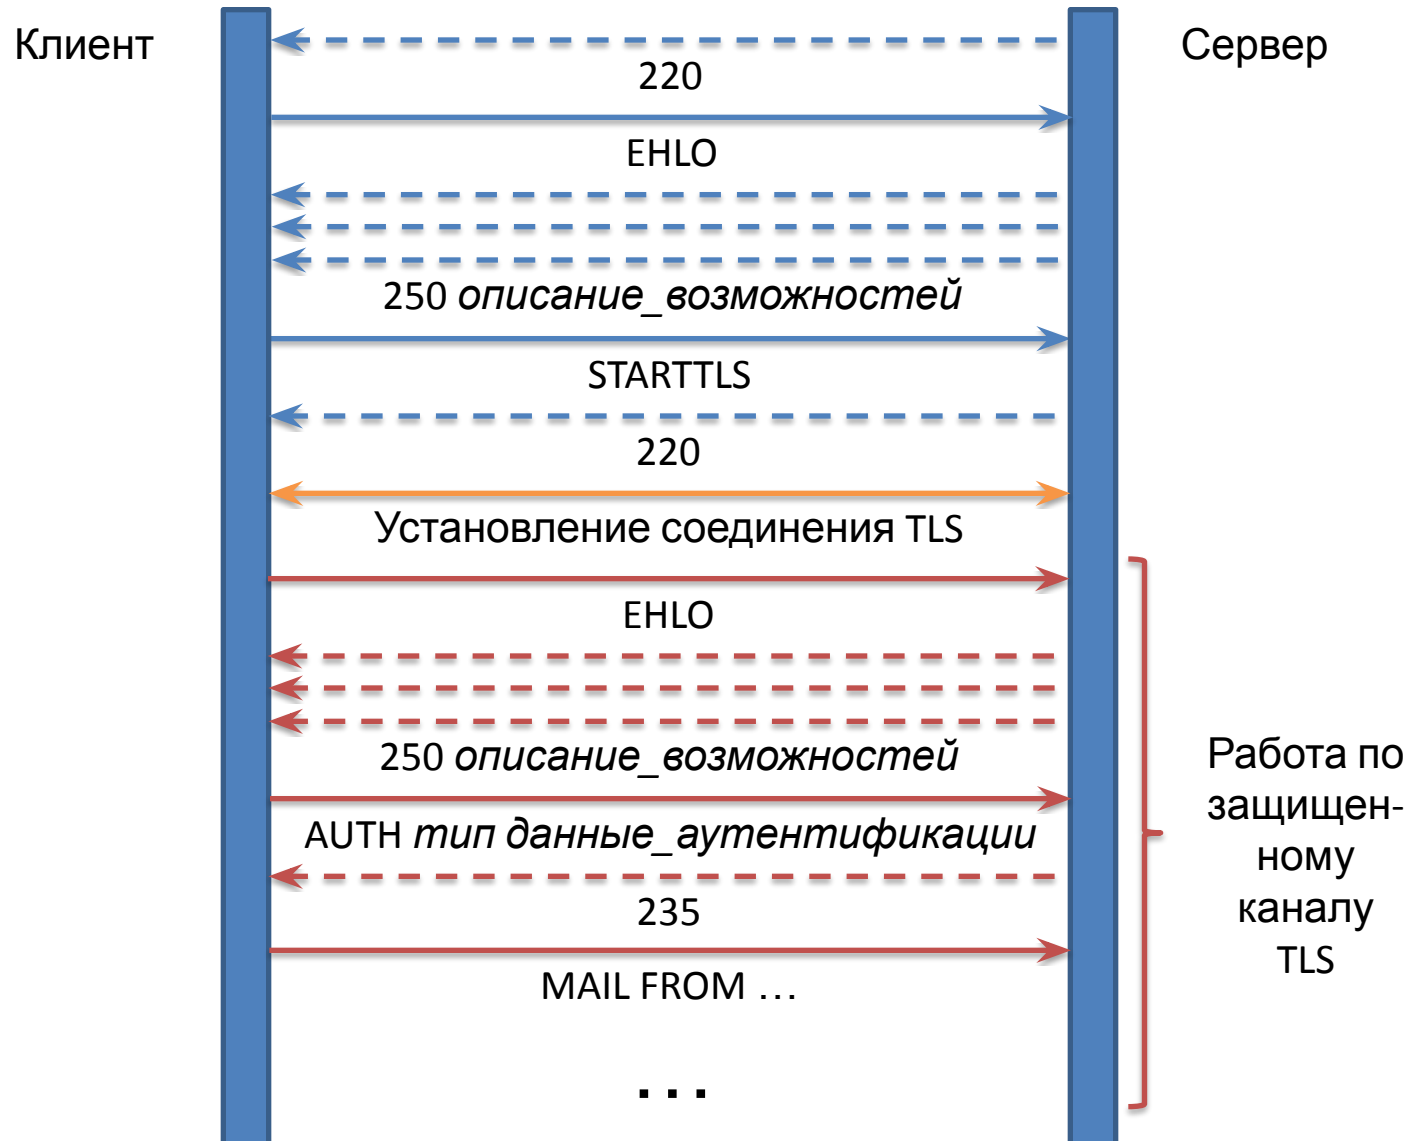 Клиент
Сервер
220
EHLO
250 описание_возможностей
STARTTLS
220
Установление соединения TLS
EHLO
250 описание_возможностей
AUTH тип данные_аутентификации
235
MAIL FROM …
...
Работа по
защищен-
ному
каналу
TLS